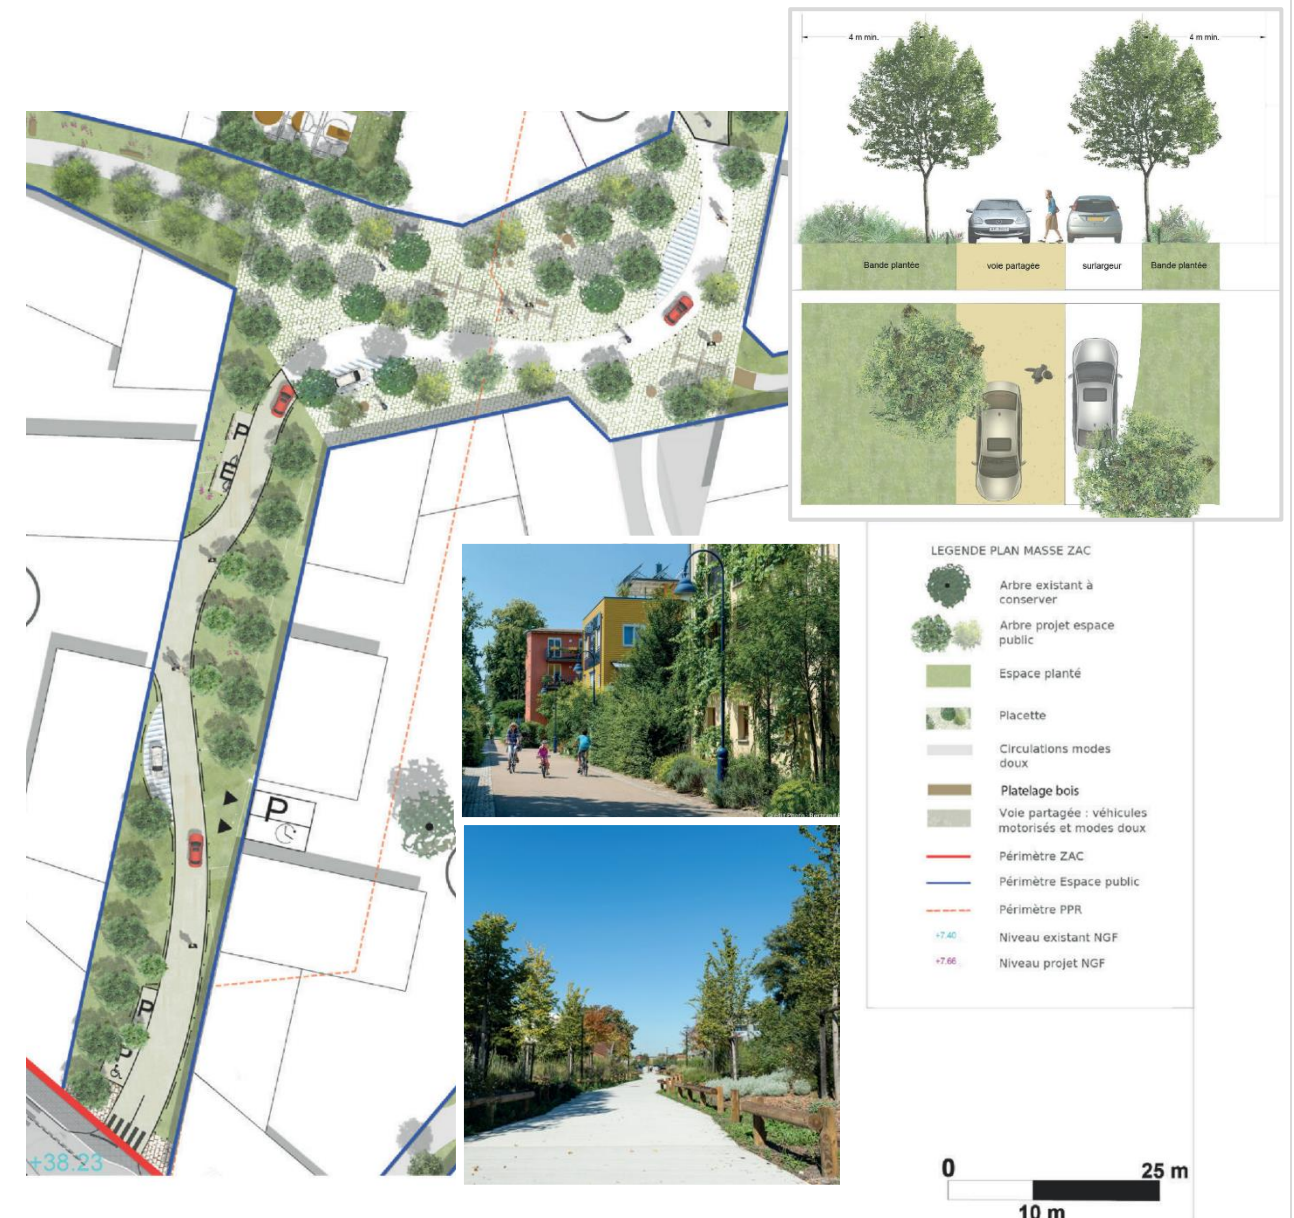 4 m min.
4 m min.
Bande plantée
voie partagée
surlargeur
Bande plantée
P
E
P
P
+38.23
LEGENDE PLAN MASSE ZAC
Arbre existant à
conserver
Arbre projet espace
public
Espace planté
Placette
Circulations modes
doux
Platelage bois
Voie partagée : véhicules
motorisés et modes doux
Périmètre ZAC
Périmètre Espace public
Périmètre PPR
+7.40 Niveau existant NGF
+7.66 Niveau projet NGF
0 25 m
10 m